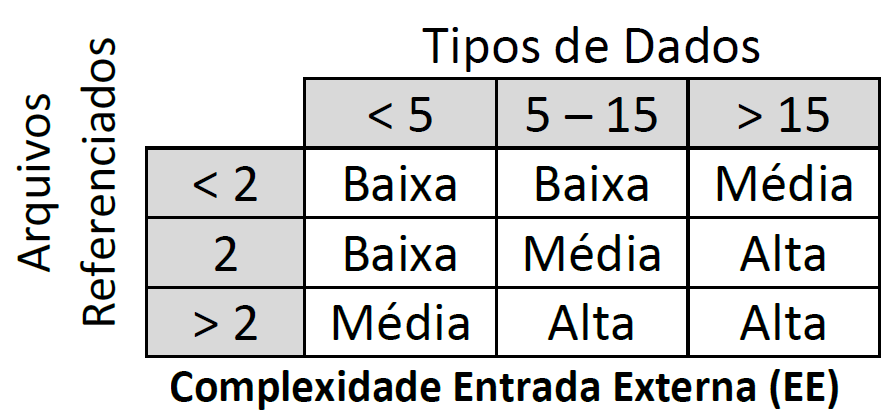 Tipos de Dados
Arquivos
Referenciados
< 5 5 – 15 > 15
< 2 Baixa Baixa Média
2 Baixa Média Alta
> 2 Média Alta Alta
Complexidade Entrada Externa (EE)